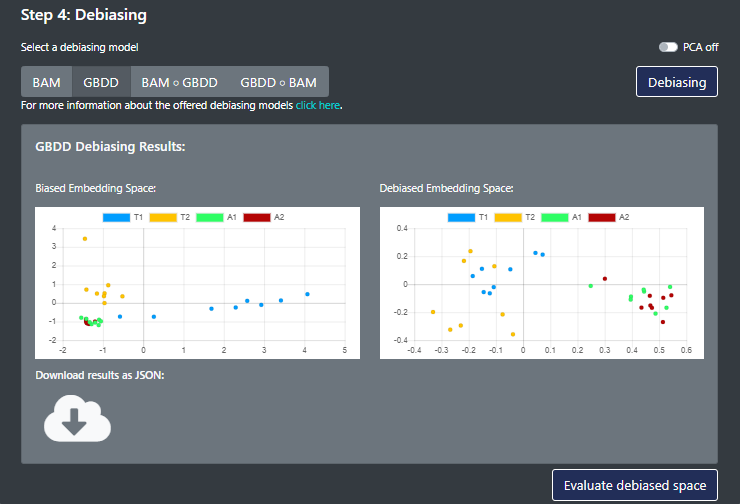 Step 4: Debiasing
Select a debiasing model
PCA off
BAM GBDD BAM ∘ GBDD GBDD ∘ BAM
Debiasing
For more information about the offered debiasing models click here.
GBDD Debiasing Results:
Biased Embedding Space:
T1 T2 A1 A2
4
3
2
1
0
-1
-2
-2 -1 0 1 2 3 4 5
Debiased Embedding Space:
T1 T2 A1 A2
0.4
0.2
0
-0.2
-0.4
-0.4 -0.3 -0.2 -0.1 0 0.1 0.2 0.3 0.4 0.5 0.6
Download results as JSON:
Evaluate debiased space